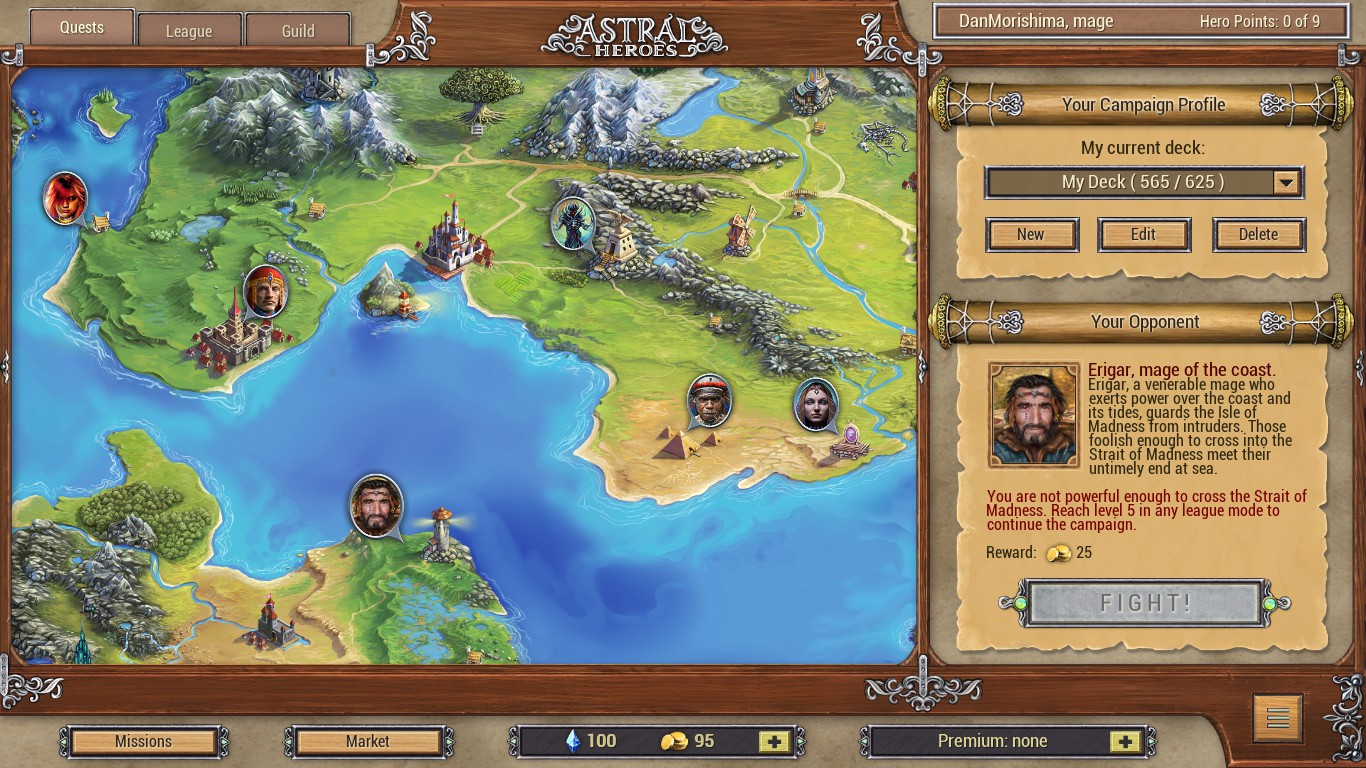 Quests
League
Guild
ASTRAL
HEROES
DanMorishima, mage
Hero Points: 0 of 9
Your Campaign Profile
My current deck:
My Deck ( 565 / 625 )
New
Edit
Delete
Your Opponent
Erigar, mage of the coast.
Erigar, a venerable mage who
exerts power over the coast and
its tides, guards the Isle of
Madness from intruders. Those
foolish enough to cross into the
Strait of Madness meet their
untimely end at sea.
You are not powerful enough to cross the Strait of
Madness. Reach level 5 in any league mode to
continue the campaign.
Reward: 25
FIGHT!
Missions
Market
100
95
Premium: none